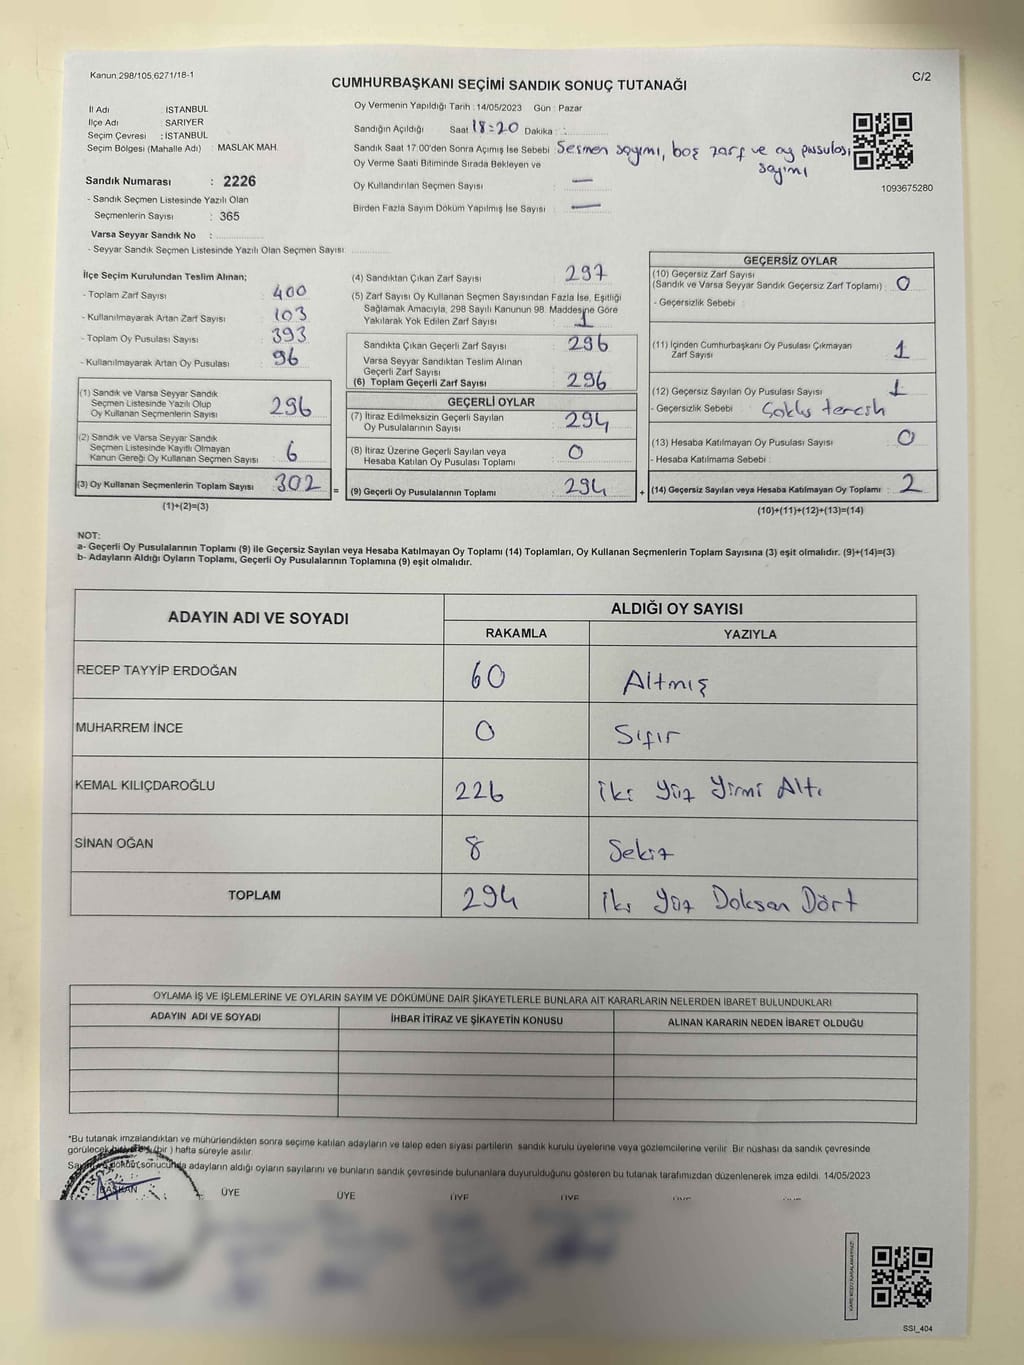 Kanun.298/105,6271/18-1
C/2
CUMHURBAŞKANI SEÇİMİ SANDIK SONUÇ TUTANAĞI
İl Adı : İSTANBUL
İlçe Adı : SARIYER
Seçim Çevresi : İSTANBUL
Seçim Bölgesi (Mahalle Adı) : MASLAK MAH.
Sandık Numarası : 2226
- Sandık Seçmen Listesinde Yazılı Olan
Seçmenlerin Sayısı : 365
Varsa Seyyar Sandık No :
- Seyyar Sandık Seçmen Listesinde Yazılı Olan Seçmen Sayısı:
Oy Vermenin Yapıldığı Tarih : 14/05/2023 Gün : Pazar
Sandığın Açıldığı Saat 18:20 Dakika :
Sandık Saat 17:00'den Sonra Açımış İse Sebebi Seçmen sayımı, boş zarf ve oy pusulası sayımı
Oy Verme Saati Bitiminde Sırada Bekleyen ve
Oy Kullandırılan Seçmen Sayısı —
Birden Fazla Sayım Döküm Yapılmış İse Sayısı —
1093675280
İlçe Seçim Kurulundan Teslim Alınan;
- Toplam Zarf Sayısı : 400
- Kullanılmayarak Artan Zarf Sayısı : 103
- Toplam Oy Pusulası Sayısı : 393
- Kullanılmayarak Artan Oy Pusulası : 96
(1) Sandık ve Varsa Seyyar Sandık
Seçmen Listesinde Yazılı Olup
Oy Kullanan Seçmenlerin Sayısı 296
(2) Sandık ve Varsa Seyyar Sandık
Seçmen Listesinde Kayıtlı Olmayan
Kanun Gereği Oy Kullanan Seçmen Sayısı 6
(3) Oy Kullanan Seçmenlerin Toplam Sayısı 302
(1)+(2)=(3)
(4) Sandıktan Çıkan Zarf Sayısı 297
(5) Zarf Sayısı Oy Kullanan Seçmen Sayısından Fazla İse, Eşitliği
Sağlamak Amacıyla, 298 Sayılı Kanunun 98. Maddesine Göre
Yakılarak Yok Edilen Zarf Sayısı 1
Sandıkta Çıkan Geçerli Zarf Sayısı 296
Varsa Seyyar Sandıktan Teslim Alınan
Geçerli Zarf Sayısı
(6) Toplam Geçerli Zarf Sayısı 296
GEÇERLİ OYLAR
(7) İtiraz Edilmeksizin Geçerli Sayılan
Oy Pusulalarının Sayısı 294
(8) İtiraz Üzerine Geçerli Sayılan veya
Hesaba Katılan Oy Pusulası Toplamı 0
= (9) Geçerli Oy Pusulalarının Toplamı 294
GEÇERSİZ OYLAR
(10) Geçersiz Zarf Sayısı
(Sandık ve Varsa Seyyar Sandık Geçersiz Zarf Toplamı) : 0
- Geçersizlik Sebebi :
(11) İçinden Cumhurbaşkanı Oy Pusulası Çıkmayan
Zarf Sayısı 1
(12) Geçersiz Sayılan Oy Pusulası Sayısı 1
- Geçersizlik Sebebi
(13) Hesaba Katılmayan Oy Pusulası Sayısı 0
- Hesaba Katılmama Sebebi :
+ (14) Geçersiz Sayılan veya Hesaba Katılmayan Oy Toplamı : 2
(10)+(11)+(12)+(13)=(14)
NOT:
a- Geçerli Oy Pusulalarının Toplamı (9) ile Geçersiz Sayılan veya Hesaba Katılmayan Oy Toplamı (14) Toplamları, Oy Kullanan Seçmenlerin Toplam Sayısına (3) eşit olmalıdır. (9)+(14)=(3)
b- Adayların Aldığı Oyların Toplamı, Geçerli Oy Pusulalarının Toplamına (9) eşit olmalıdır.
ADAYIN ADI VE SOYADI ALDIĞI OY SAYISI
RAKAMLA YAZIYLA
RECEP TAYYİP ERDOĞAN 60 Altmış
MUHARREM İNCE 0 Sıfır
KEMAL KILIÇDAROĞLU 226 iki yüz yirmi Altı
SİNAN OĞAN 8 Sekiz
TOPLAM 294 iki yüz Doksan Dört
OYLAMA İŞ VE İŞLEMLERİNE VE OYLARIN SAYIM VE DÖKÜMÜNE DAİR ŞİKAYETLERLE BUNLARA AİT KARARLARIN NELERDEN İBARET BULUNDUKLARI
ADAYIN ADI VE SOYADI İHBAR İTİRAZ VE ŞİKAYETİN KONUSU ALINAN KARARIN NEDEN İBARET OLDUĞU
*Bu tutanak imzalandıktan ve mühürlendikten sonra seçime katılan adayların ve talep eden siyasi partilerin sandık kurulu üyelerine veya gözlemcilerine verilir. Bir nüshası da sandık çevresinde
görülecek bir yere (bir ) hafta süreyle asılır.
Sayım ve döküm sonucunda adayların aldığı oyların sayılarını ve bunların sandık çevresinde bulunanlara duyurulduğunu gösteren bu tutanak tarafımızdan düzenlenerek imza edildi. 14/05/2023
BAŞKAN ÜYE ÜYE ÜYE ÜYE
SSI_404